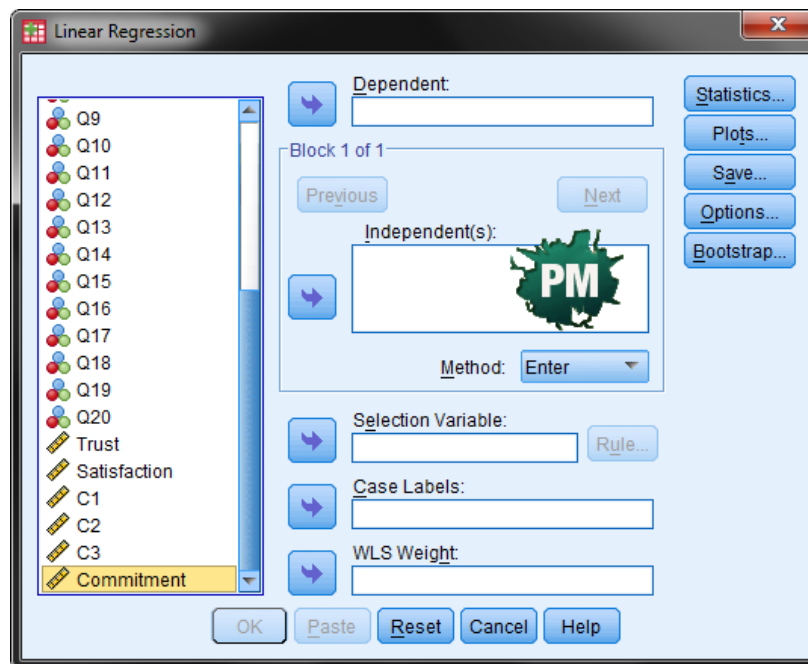 Linear Regression
X
Q9
Q10
Q11
Q12
Q13
Q14
Q15
Q16
Q17
Q18
Q19
Q20
Trust
Satisfaction
C1
C2
C3
Commitment
Dependent:
Block 1 of 1
Previous
Next
Independent(s):
PM
Method: Enter
Selection Variable:
Rule...
Case Labels:
WLS Weight:
Statistics...
Plots...
Save...
Options...
Bootstrap...
OK Paste Reset Cancel Help